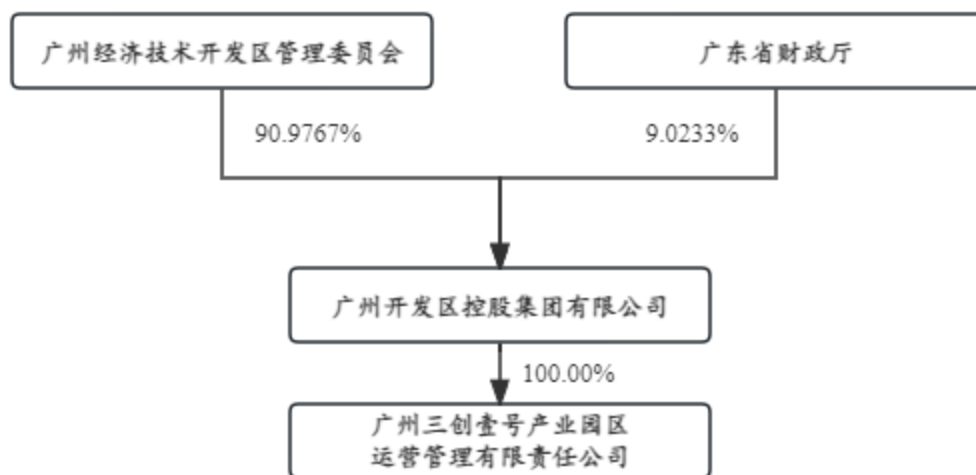 广州经济技术开发区管理委员会
广东省财政厅
90.9767%
9.0233%
广州开发区控股集团有限公司
100.00%
广州三创壹号产业园区
运营管理有限责任公司